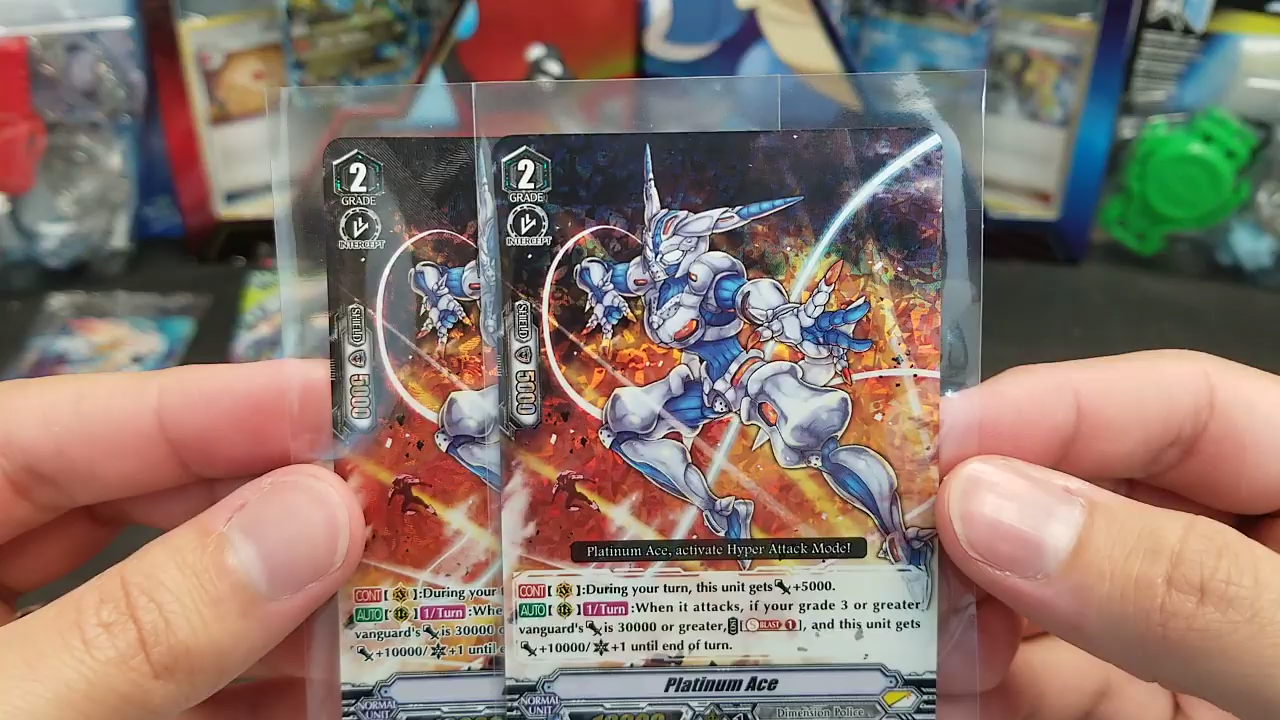 2
GRADE
INTERCEPT
SHIELD
5000
CONT[ ]:During your
AUTO[ ]1/Turn:Whe
vanguard's is 30000
+10000/ +1 until e
NORMAL
UNIT
2
GRADE
INTERCEPT
SHIELD
5000
Platinum Ace, activate Hyper Attack Mode!
CONT[ ]:During your turn, this unit gets +5000.
AUTO[ ]1/Turn:When it attacks, if your grade 3 or greater
vanguard's is 30000 or greater, [S BLAST 1], and this unit gets
+10000/ +1 until end of turn.
Platinum Ace
NORMAL
UNIT
10000
Dimension Police